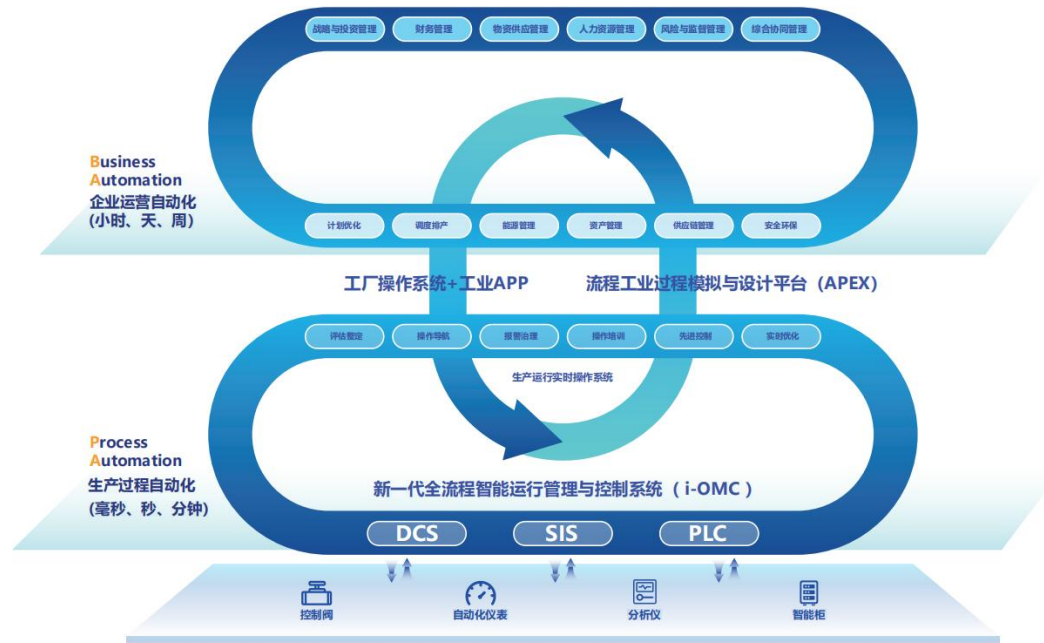 战略与投资管理
财务管理
物资供应管理
人力资源管理
风险与监督管理
综合协同管理
Business
Automation
企业运营自动化
(小时、天、周)
计划优化
调度排产
能源管理
资产管理
供应链管理
安全环保
工厂操作系统+工业APP
流程工业过程模拟与设计平台（APEX）
评估整定
操作导航
报警治理
操作培训
先进控制
实时优化
生产运行实时操作系统
Process
Automation
生产过程自动化
(毫秒、秒、分钟)
新一代全流程智能运行管理与控制系统（i-OMC）
DCS
SIS
PLC
控制阀
自动化仪表
分析仪
智能柜